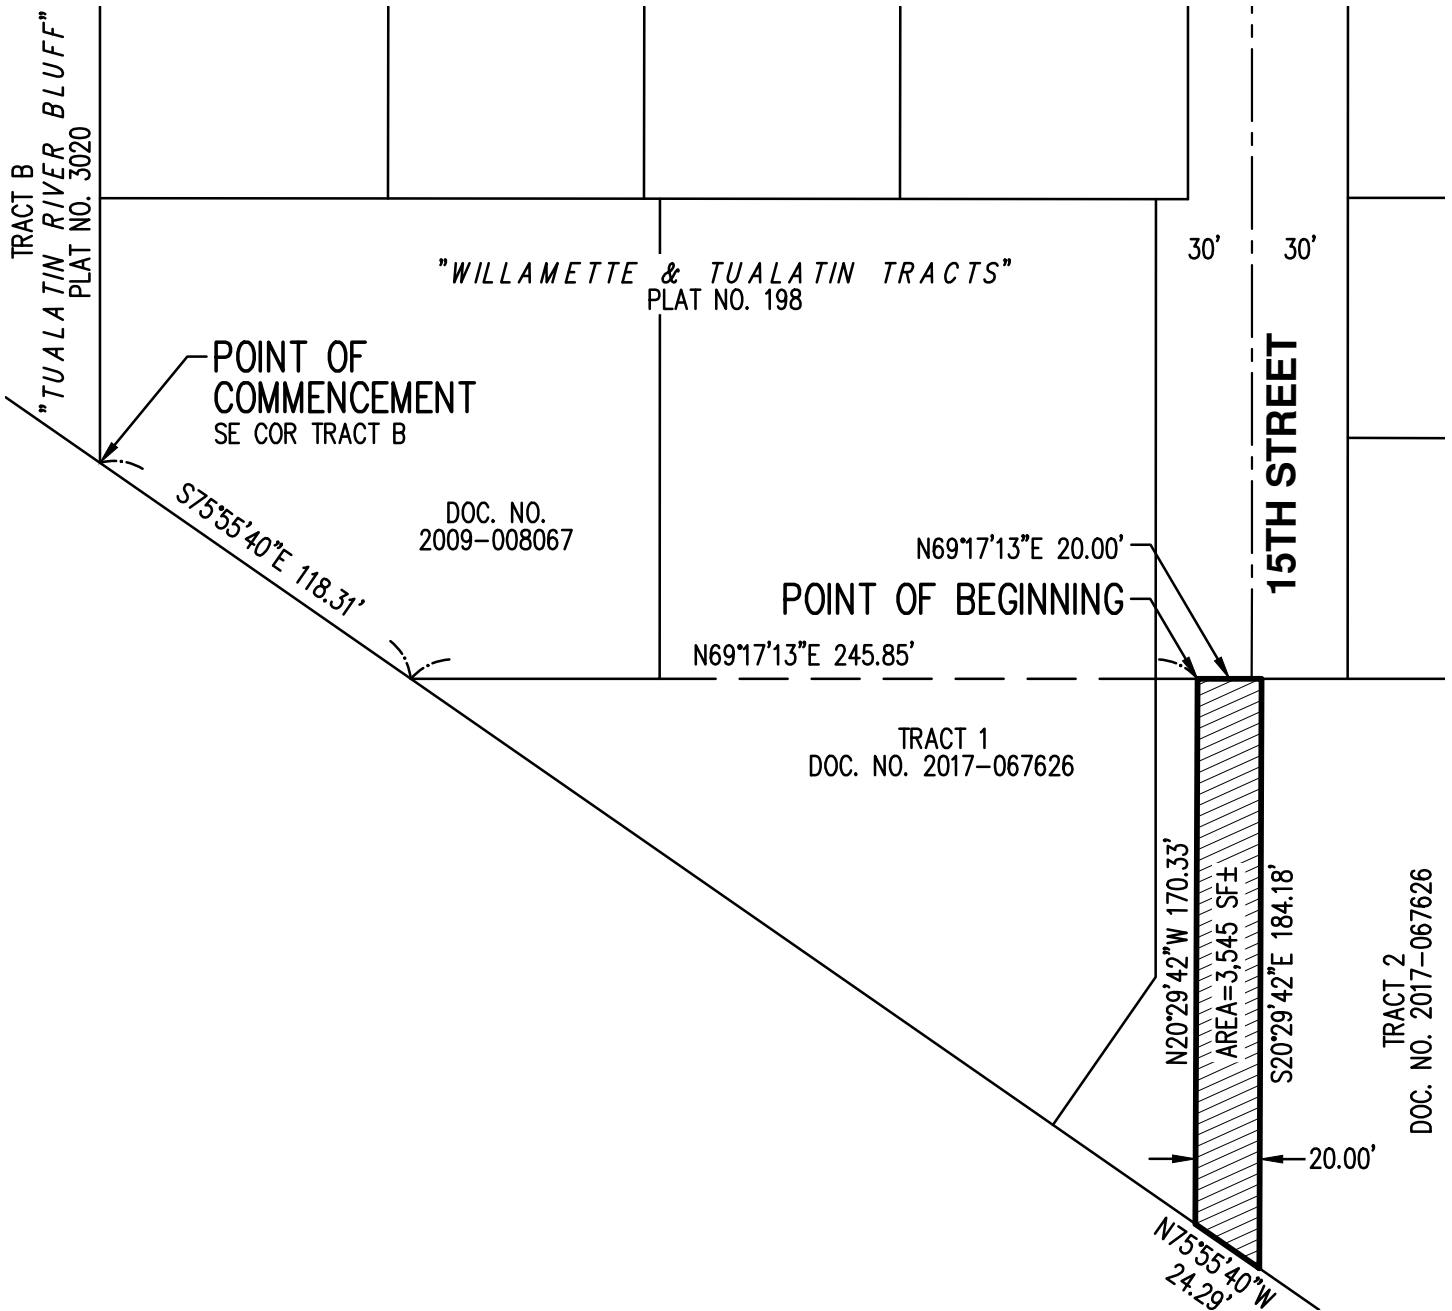 TRACT B
"TUALATIN RIVER BLUFF"
PLAT NO. 3020
"WILLAMETTE & TUALATIN TRACTS"
PLAT NO. 198
30'
30'
POINT OF
COMMENCEMENT
SE COR TRACT B
15TH STREET
S75°55'40"E 118.31'
DOC. NO.
2009-008067
N69°17'13"E 20.00'
POINT OF BEGINNING
N69°17'13"E 245.85'
TRACT 1
DOC. NO. 2017-067626
N20°29'42"W 170.33'
AREA=3,545 SF±
S20°29'42"E 184.18'
TRACT 2
DOC. NO. 2017-067626
20.00'
N75°55'40"W
24.29'